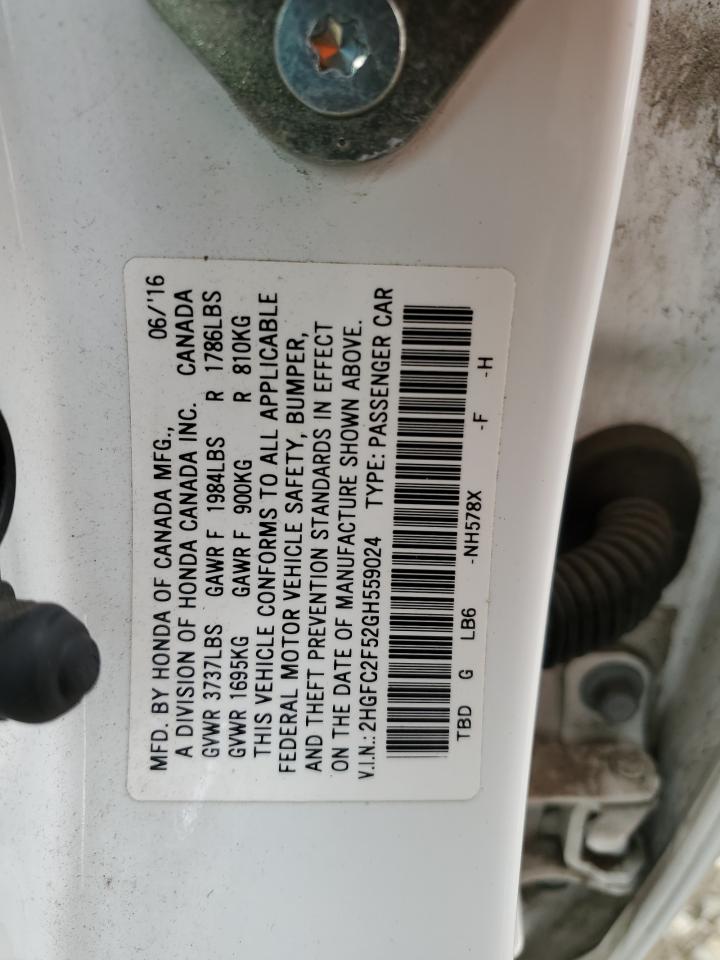 MFD. BY HONDA OF CANADA MFG., 06/'16
A DIVISION OF HONDA CANADA INC. CANADA
GVWR 3737LBS GAWR F 1984LBS R 1786LBS
GVWR 1695KG GAWR F 900KG R 810KG
THIS VEHICLE CONFORMS TO ALL APPLICABLE
FEDERAL MOTOR VEHICLE SAFETY, BUMPER,
AND THEFT PREVENTION STANDARDS IN EFFECT
ON THE DATE OF MANUFACTURE SHOWN ABOVE.
V.I.N.: 2HGFC2F52GH559024 TYPE: PASSENGER CAR
TBD G LB6 -NH578X -F -H